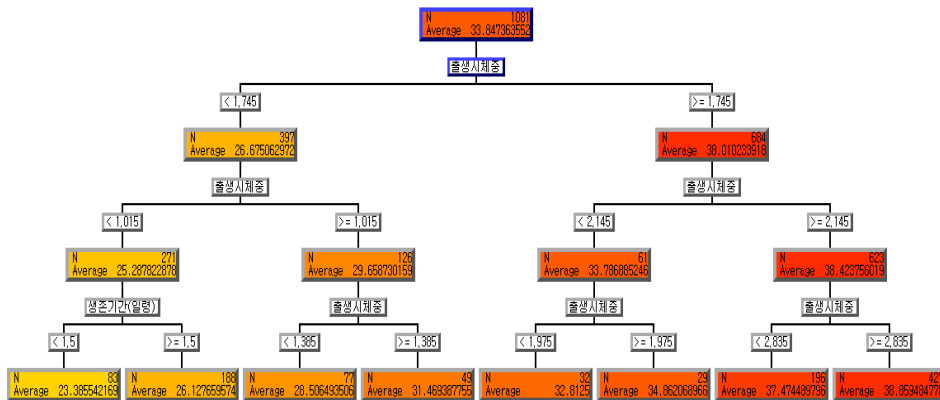 N 1081
Average 33.847363552
출생시체중
< 1,745
>= 1,745
N 397
Average 26.675062972
N 684
Average 38.010233918
출생시체중
출생시체중
< 1,015
>= 1,015
< 2,145
>= 2,145
N 271
Average 25.287822878
N 126
Average 29.658730159
N 61
Average 33.786885246
N 623
Average 38.423756019
생존기간(일령)
출생시체중
출생시체중
출생시체중
< 1,5
>= 1,5
< 1,385
>= 1,385
< 1,975
>= 1,975
< 2,835
>= 2,835
N 83
Average 23.385542169
N 188
Average 26.127659574
N 77
Average 28.506493506
N 49
Average 31.469387755
N 32
Average 32.8125
N 29
Average 34.862068966
N 196
Average 37.474489796
N 42
Average 38.85948477